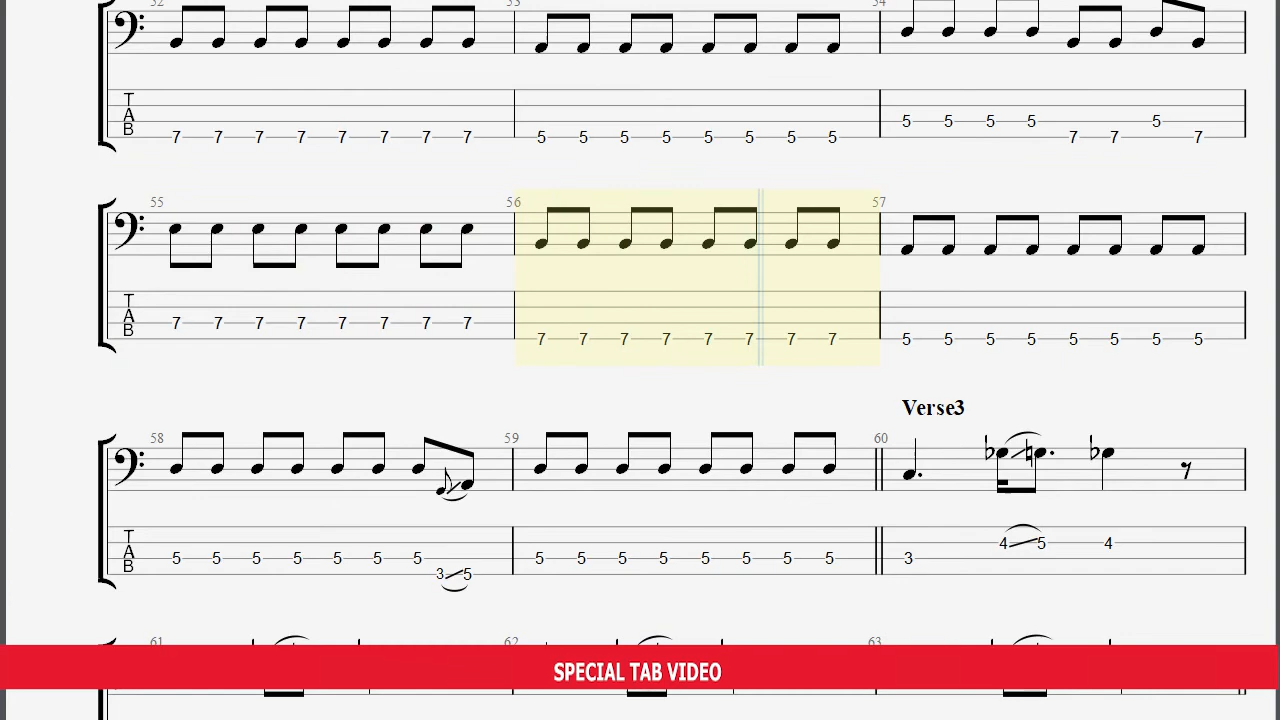 52 53 54
T
A
B
7 7 7 7 7 7 7 7 5 5 5 5 5 5 5 5 5 5 5 5 7 7 5 7
55 56 57
T
A
B
7 7 7 7 7 7 7 7 7 7 7 7 7 7 7 7 5 5 5 5 5 5 5 5
Verse3
58 59 60
T
A
B
4 5 4
5 5 5 5 5 5 5 5 5 5 5 5 5 5 5 3
3 5
61 62 63
SPECIAL TAB VIDEO